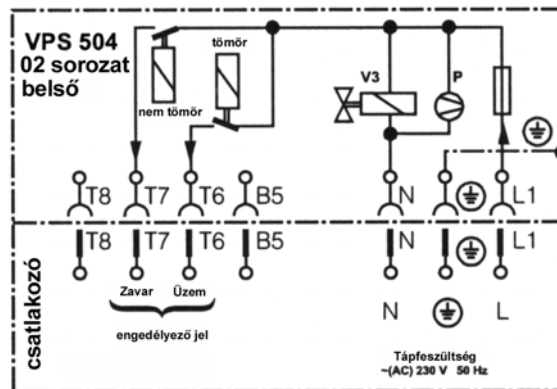 VPS 504
02 sorozat
belső
tömör
nem tömör
V3
P
T8 T7 T6 B5 N L1
T8 T7 T6 B5 N L1
Zavar Üzem
engedélyező jel
N L
Tápfeszültség
~(AC) 230 V 50 Hz
csatlakozó